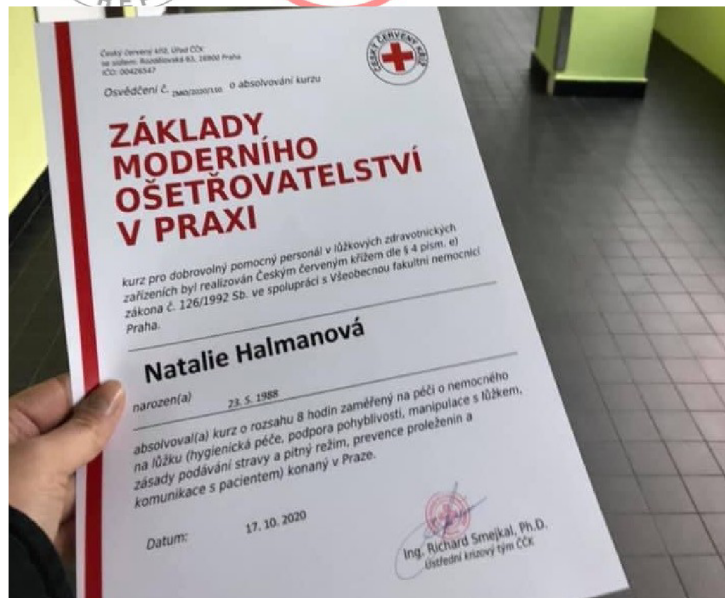 Český červený kříž, Úřad ČČK
IČO: 00426547
Osvědčení č. o absolvování kurzu
ČESKÝ ČERVENÝ KŘÍŽ
ZÁKLADY
MODERNÍHO
OŠETŘOVATELSTVÍ
V PRAXI
kurz pro dobrovolný pomocný personál v lůžkových zdravotnických
zařízeních byl realizován Českým červeným křížem dle § 4 písm. e)
zákona č. 126/1992 Sb. ve spolupráci s Všeobecnou fakultní nemocnicí
Praha.
Natalie Halmanová
narozen(a) 23. 5. 1988
absolvoval(a) kurz o rozsahu 8 hodin zaměřený na péči o nemocného
na lůžku (hygienická péče, podpora pohyblivosti, manipulace s lůžkem,
zásady podávání stravy a pitný režim, prevence proleženin a
komunikace s pacientem) konaný v Praze.
Datum: 17. 10. 2020
Ing. Richard Smejkal, Ph.D.
Ústřední krizový tým ČČK